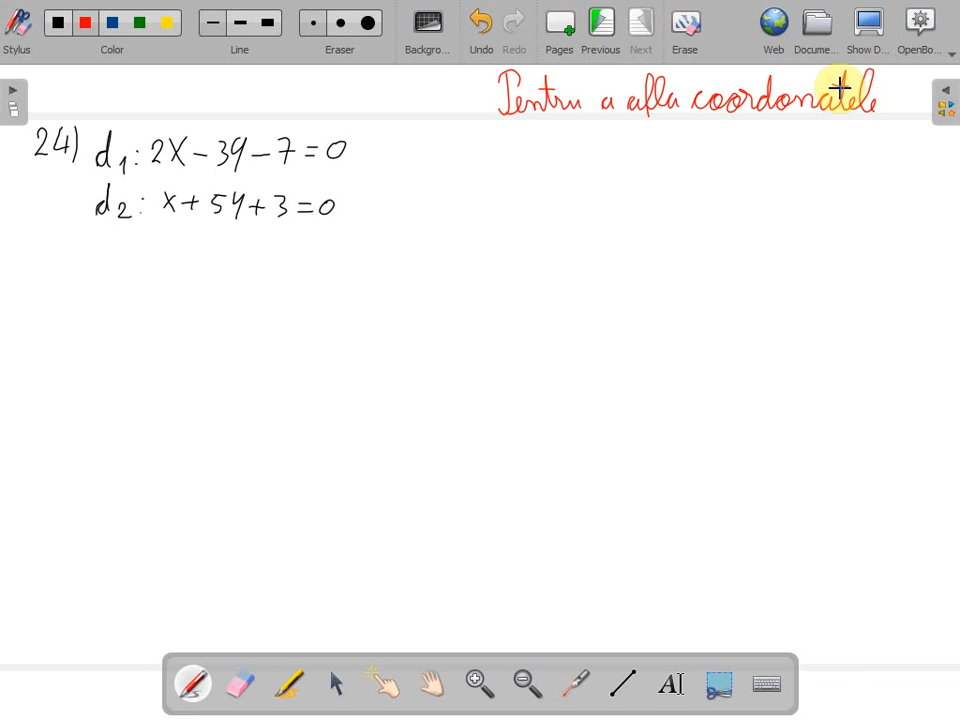 Stylus
Color
Line
Eraser
Backgro...
Undo
Redo
Pages
Previous
Next
Erase
Web
Docume...
Show D...
OpenBo...
Pentru a afla coordonatele
24) d1: 2x - 3y - 7 = 0
d2: x + 5y + 3 = 0